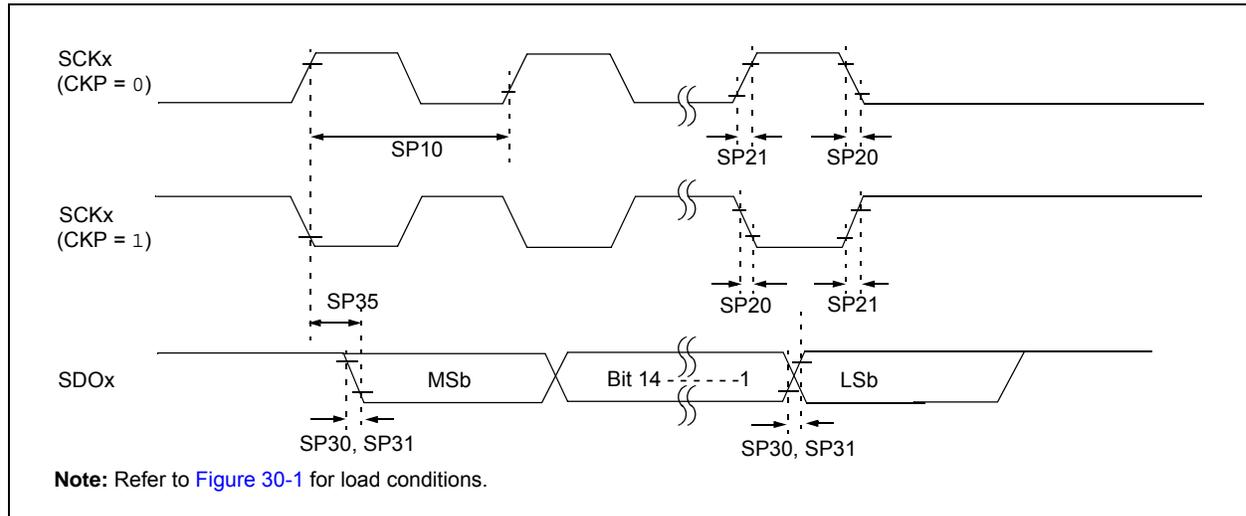 SCKx
(CKP = 0)
SP10
SP21
SP20
SCKx
(CKP = 1)
SP35
SP20
SP21
SDOx
MSb
Bit 14 - - - - - -1
LSb
SP30, SP31
SP30, SP31
Note: Refer to Figure 30-1 for load conditions.